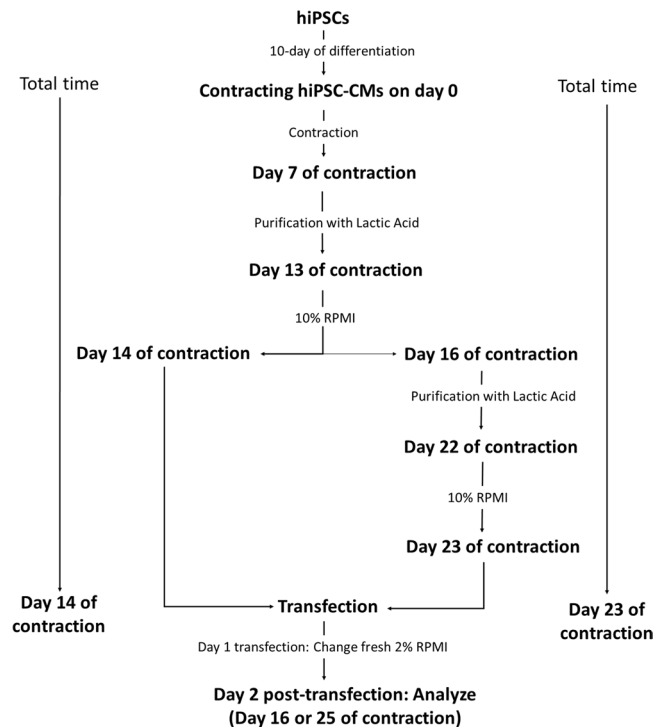 hiPSCs
10-day of differentiation
Total time
Contracting hiPSC-CMs on day 0
Total time
Contraction
Day 7 of contraction
Purification with Lactic Acid
Day 13 of contraction
10% RPMI
Day 14 of contraction
Day 16 of contraction
Purification with Lactic Acid
Day 22 of contraction
10% RPMI
Day 23 of contraction
Day 14 of
contraction
Transfection
Day 23 of
contraction
Day 1 transfection: Change fresh 2% RPMI
Day 2 post-transfection: Analyze
(Day 16 or 25 of contraction)